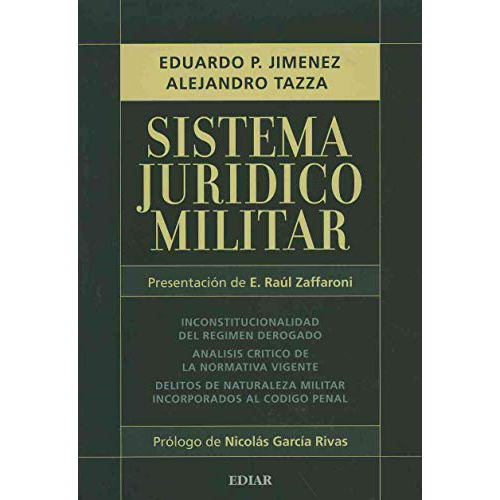 EDUARDO P. JIMENEZ
ALEJANDRO TAZZA
SISTEMA
JURIDICO
MILITAR
Presentación de E. Raúl Zaffaroni
INCONSTITUCIONALIDAD
DEL REGIMEN DEROGADO
ANALISIS CRITICO DE
LA NORMATIVA VIGENTE
DELITOS DE NATURALEZA MILITAR
INCORPORADOS AL CODIGO PENAL
Prólogo de Nicolás García Rivas
EDIAR